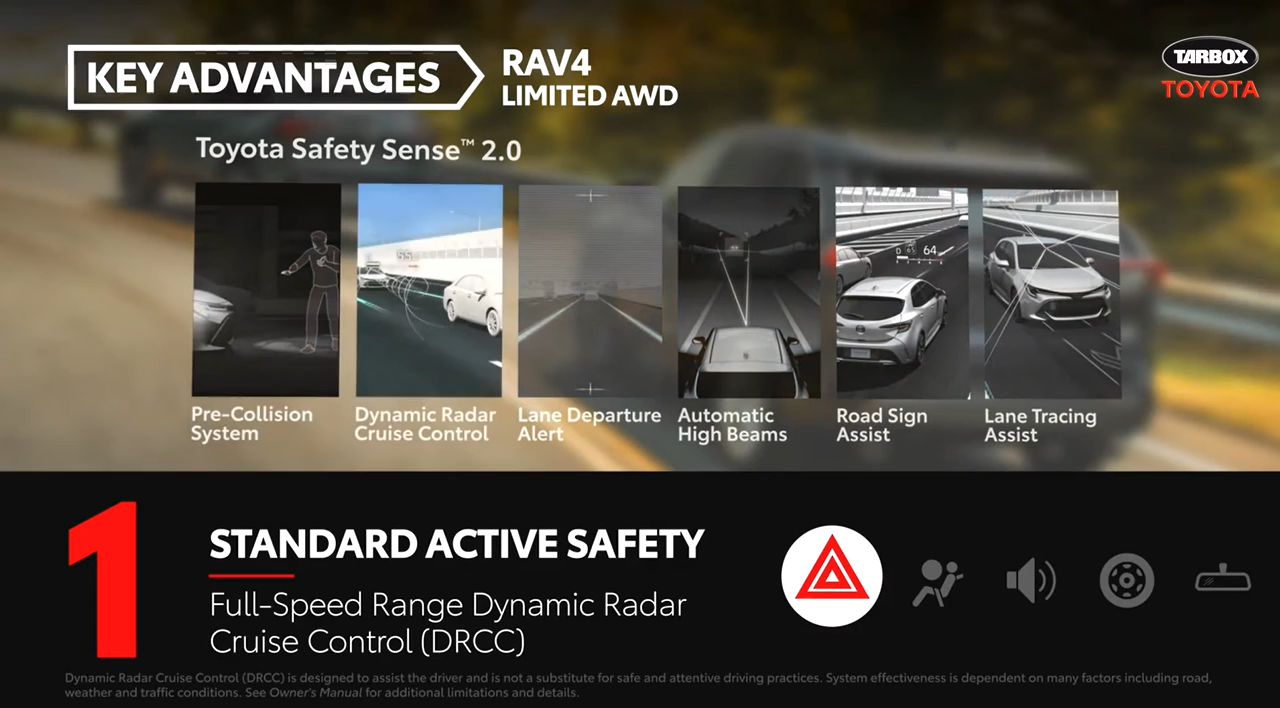 KEY ADVANTAGES
RAV4
LIMITED AWD
TARBOX
TOYOTA
Toyota Safety Sense™ 2.0
55
D 65 64
Pre-Collision
System
Dynamic Radar
Cruise Control
Lane Departure
Alert
Automatic
High Beams
Road Sign
Assist
Lane Tracing
Assist
1
STANDARD ACTIVE SAFETY
Full-Speed Range Dynamic Radar
Cruise Control (DRCC)
Dynamic Radar Cruise Control (DRCC) is designed to assist the driver and is not a substitute for safe and attentive driving practices. System effectiveness is dependent on many factors including road,
weather and traffic conditions. See Owner's Manual for additional limitations and details.